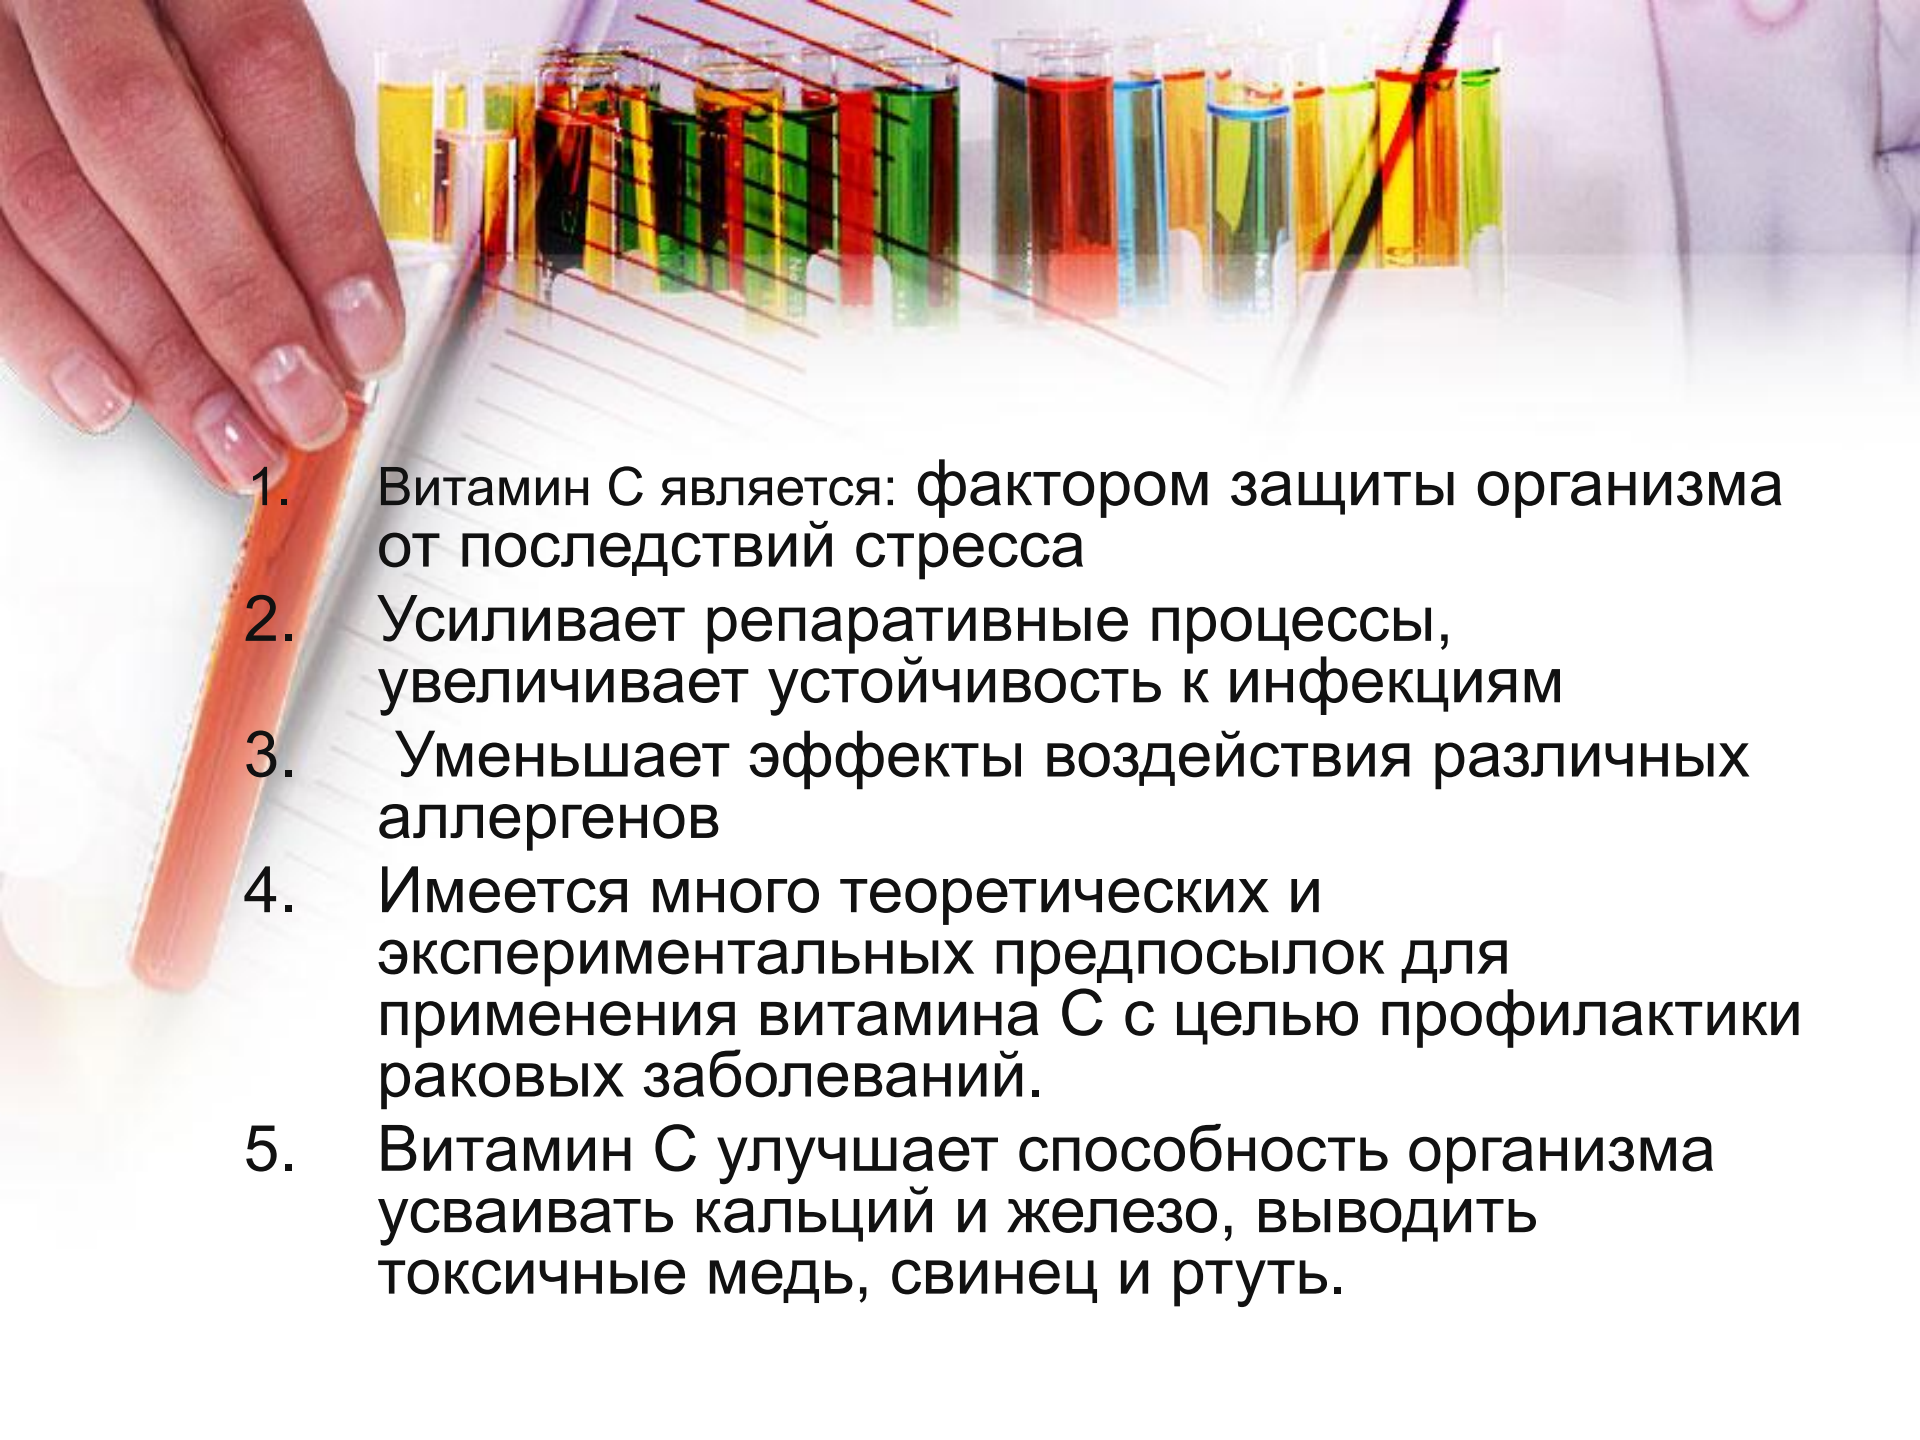 1. Витамин С является: фактором защиты организма
от последствий стресса
2. Усиливает репаративные процессы,
увеличивает устойчивость к инфекциям
3. Уменьшает эффекты воздействия различных
аллергенов
4. Имеется много теоретических и
экспериментальных предпосылок для
применения витамина С с целью профилактики
раковых заболеваний.
5. Витамин С улучшает способность организма
усваивать кальций и железо, выводить
токсичные медь, свинец и ртуть.